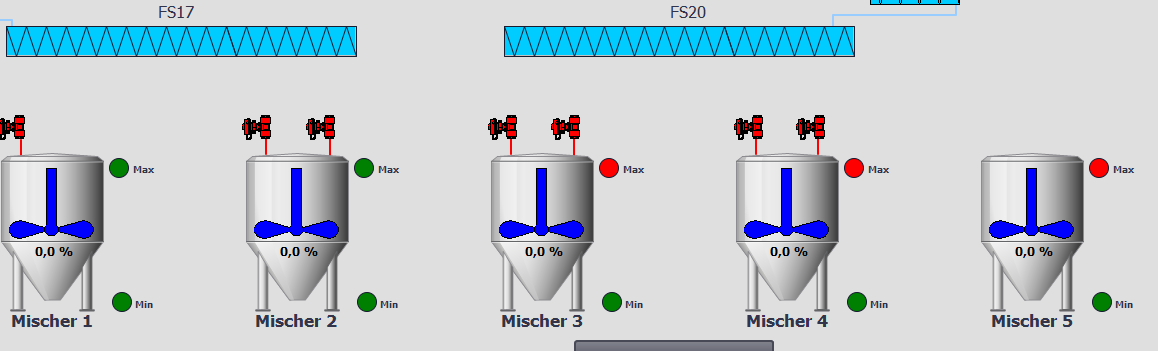 FS17
FS20
Max
Max
Max
Max
Max
0,0 %
0,0 %
0,0 %
0,0 %
0,0 %
Min
Min
Min
Min
Min
Mischer 1
Mischer 2
Mischer 3
Mischer 4
Mischer 5